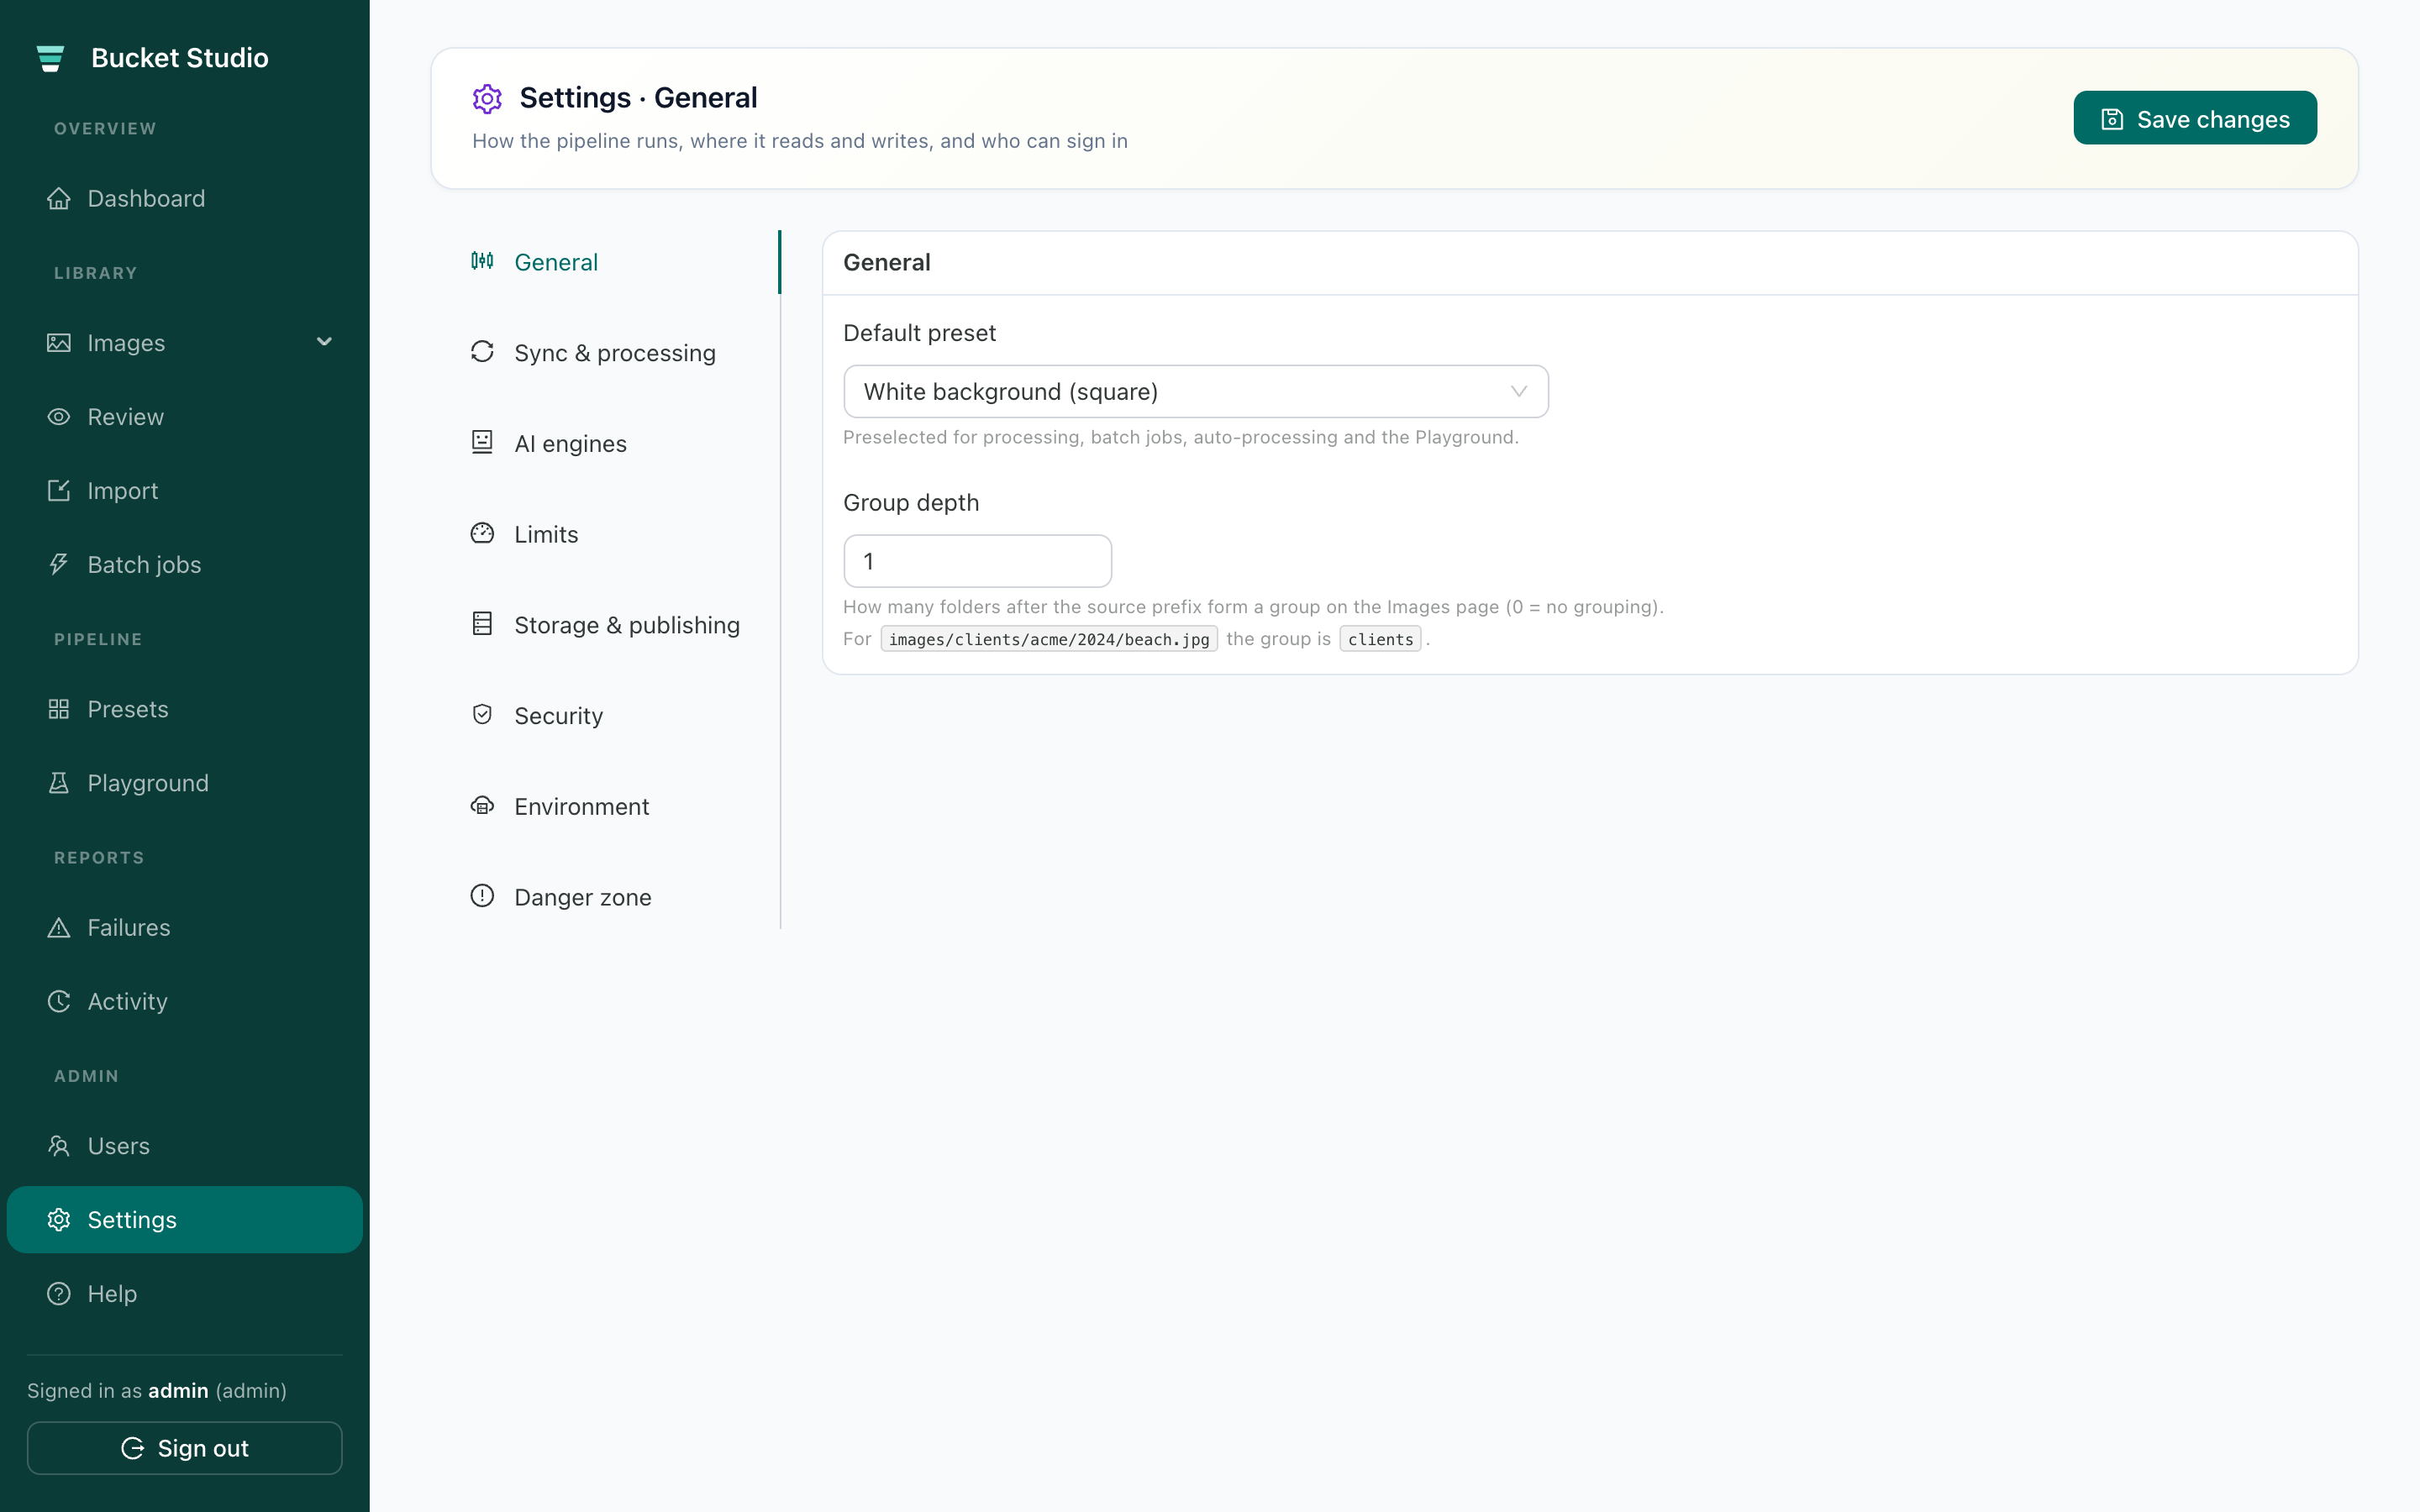 Bucket Studio
OVERVIEW
Dashboard
LIBRARY
Images
Review
Import
Batch jobs
PIPELINE
Presets
Playground
REPORTS
Failures
Activity
ADMIN
Users
Settings
Help
Signed in as admin (admin)
Sign out
Settings · General
How the pipeline runs, where it reads and writes, and who can sign in
Save changes
General
Sync & processing
AI engines
Limits
Storage & publishing
Security
Environment
Danger zone
General
Default preset
White background (square)
Preselected for processing, batch jobs, auto-processing and the Playground.
Group depth
1
How many folders after the source prefix form a group on the Images page (0 = no grouping).
For images/clients/acme/2024/beach.jpg the group is clients .